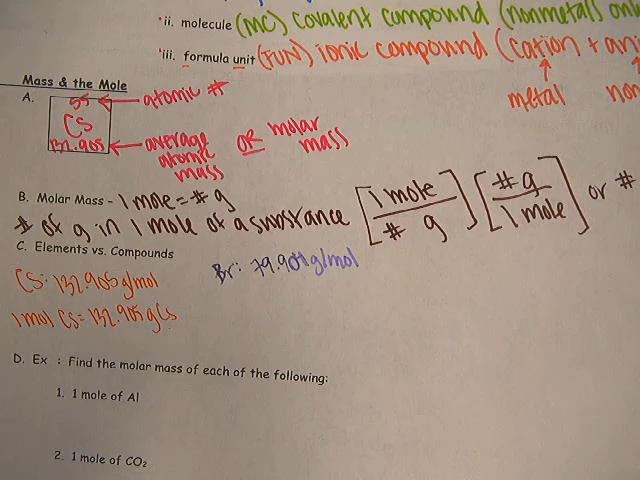 ii. molecule (MC) covalent compound (nonmetals onl
iii. formula unit (FUN) ionic compound (cation + ani
metal non
Mass & the Mole
A.
55 atomic #
Cs
132.905 average atomic mass OR molar mass
B. Molar Mass - 1 mole = # g
# of g in 1 mole of a substance [1 mole / # g] [# g / 1 mole] or #
C. Elements vs. Compounds
Cs: 132.905 g/mol Br: 79.904 g/mol
1 mol Cs = 132.905 g Cs
D. Ex : Find the molar mass of each of the following:
1. 1 mole of Al
2. 1 mole of CO₂